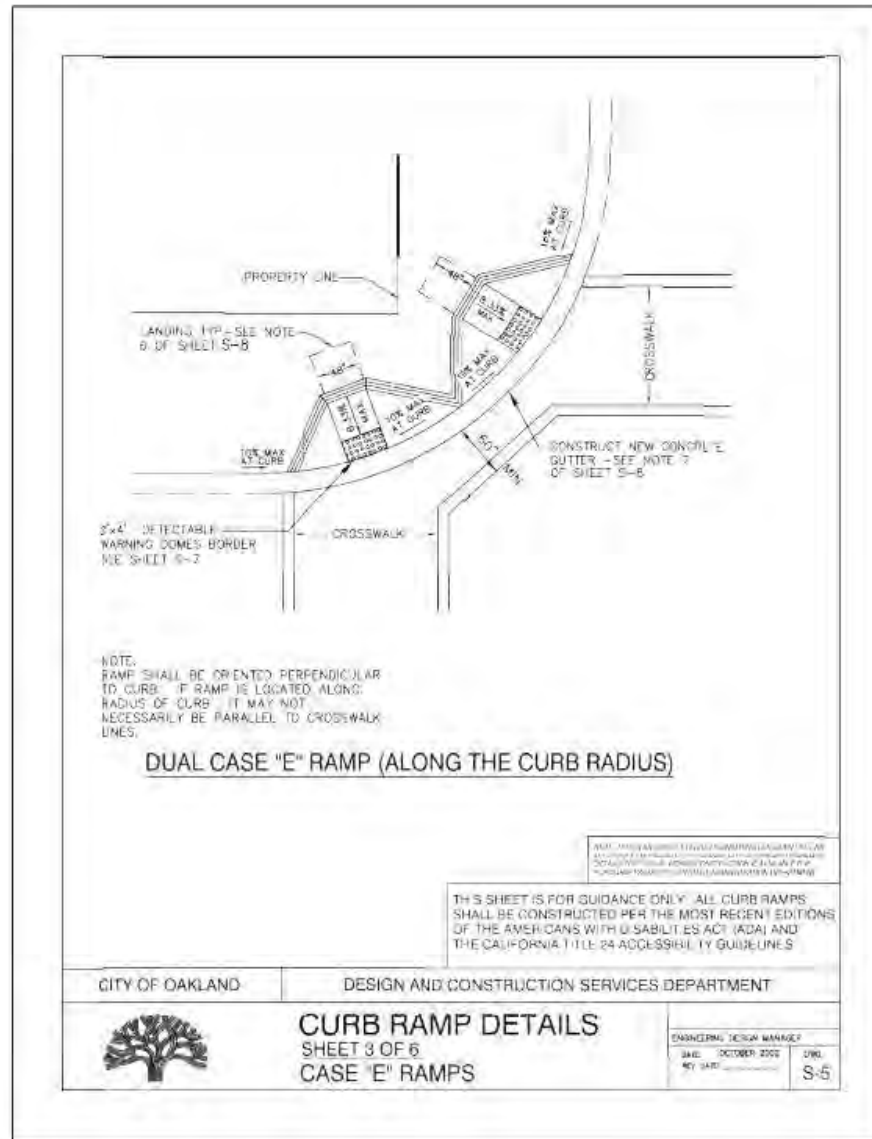 10% MAX
AT CURB
48"
8.33%
MAX
PROPERTY LINE
LANDING TYP - SEE NOTE
6 OF SHEET S-8
48"
10% MAX
AT CURB
CROSSWALK
8.33%
MAX
10% MAX
AT CURB
10% MAX
AT CURB
60" MIN
CONSTRUCT NEW CONCRETE
GUTTER - SEE NOTE 7
OF SHEET S-8
3'x4' DETECTABLE
WARNING DOMES BORDER
SEE SHEET S-7
CROSSWALK
NOTE:
RAMP SHALL BE ORIENTED PERPENDICULAR
TO CURB. IF RAMP IS LOCATED ALONG
RADIUS OF CURB, IT MAY NOT
NECESSARILY BE PARALLEL TO CROSSWALK
LINES.
DUAL CASE "E" RAMP (ALONG THE CURB RADIUS)
THIS SHEET IS FOR GUIDANCE ONLY. ALL CURB RAMPS
SHALL BE CONSTRUCTED PER THE MOST RECENT EDITIONS
OF THE AMERICANS WITH DISABILITIES ACT (ADA) AND
THE CALIFORNIA TITLE 24 ACCESSIBILITY GUIDELINES
CITY OF OAKLAND
DESIGN AND CONSTRUCTION SERVICES DEPARTMENT
CURB RAMP DETAILS
SHEET 3 OF 6
CASE "E" RAMPS
ENGINEERING DESIGN MANAGER
DATE: OCTOBER 2002
REV DATE:
DWG.
S-5